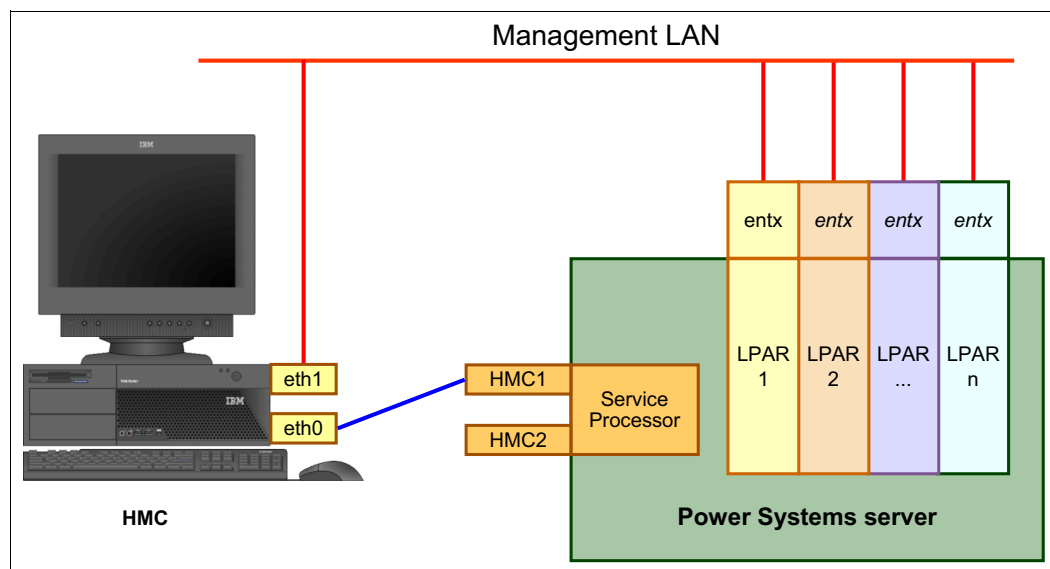 Management LAN
IBM
entx
entx
entx
entx
eth1
eth0
IBM
HMC1
HMC2
Service
Processor
LPAR
1
LPAR
2
LPAR
...
LPAR
n
HMC
Power Systems server